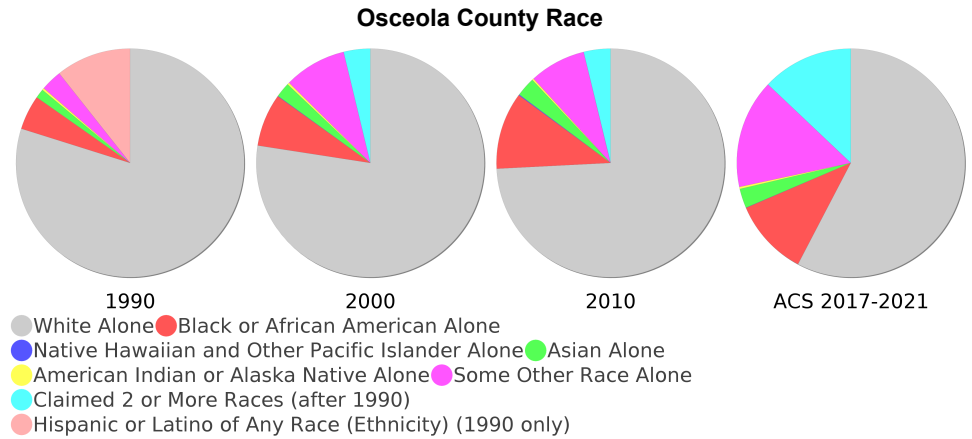 Osceola County Race
1990 2000 2010 ACS 2017-2021
White Alone Black or African American Alone
Native Hawaiian and Other Pacific Islander Alone Asian Alone
American Indian or Alaska Native Alone Some Other Race Alone
Claimed 2 or More Races (after 1990)
Hispanic or Latino of Any Race (Ethnicity) (1990 only)